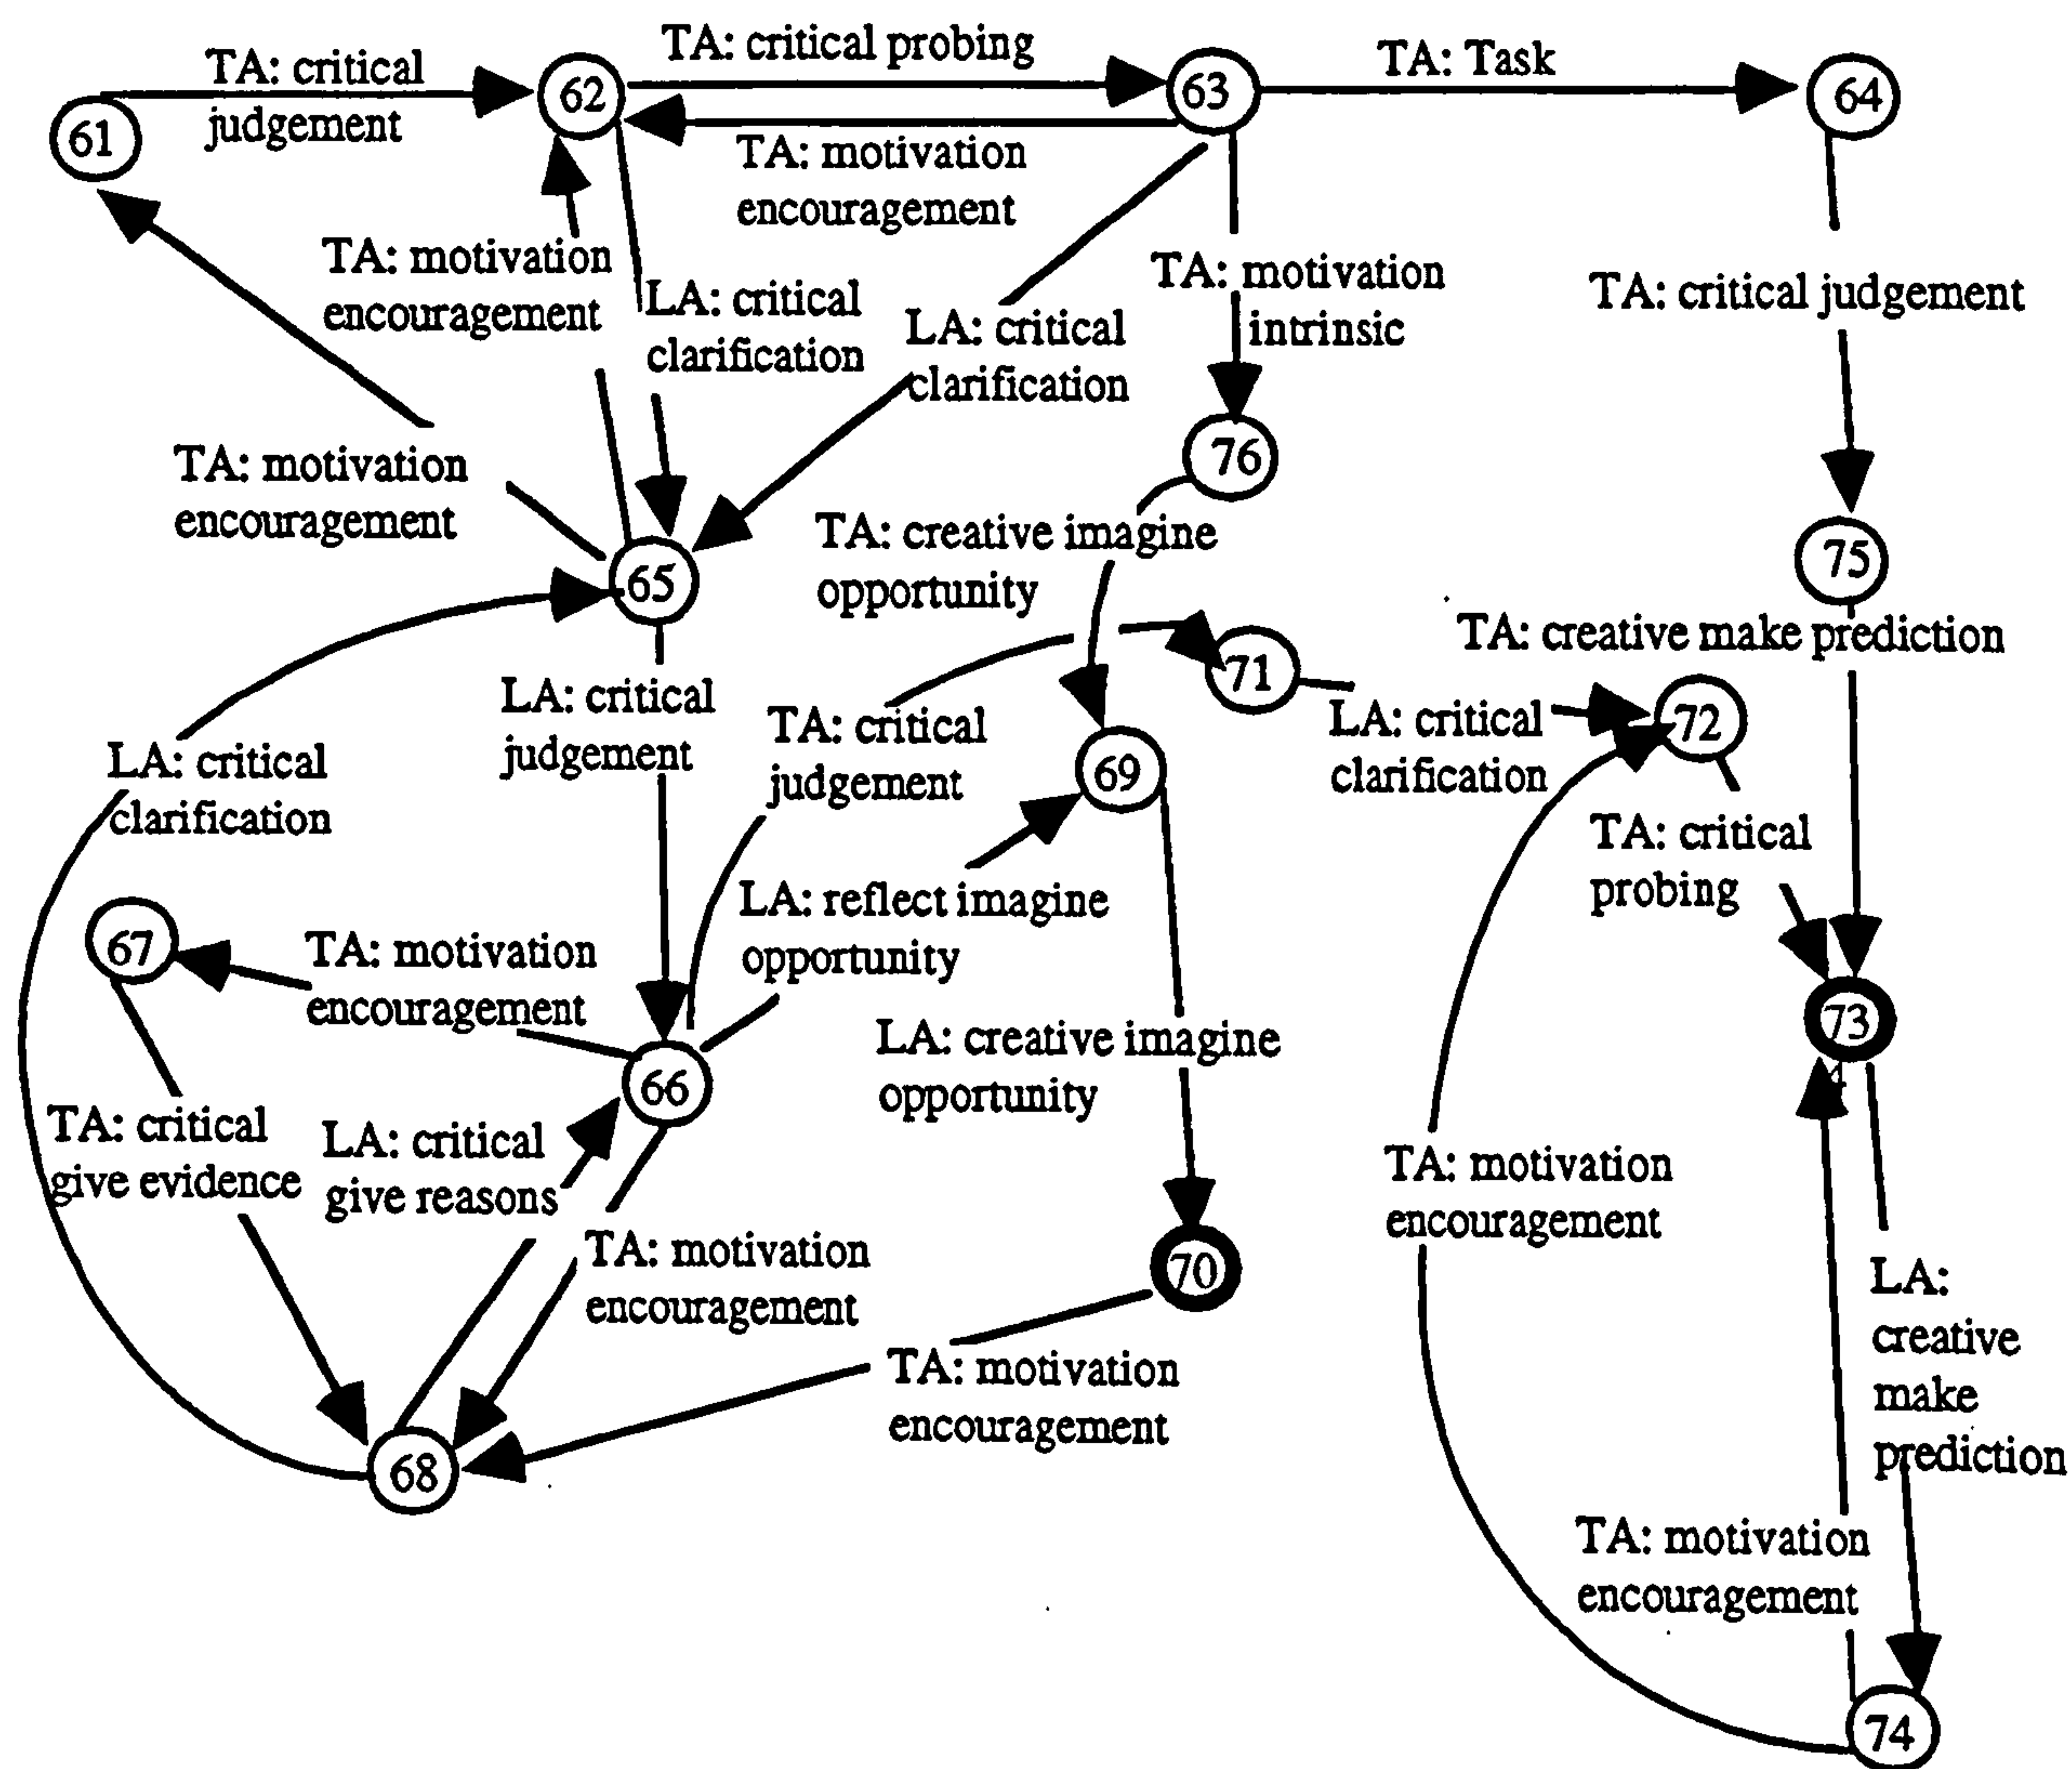 TA: critical probing
TA: Task
TA: critical
judgement
61
62
63
64
TA: motivation
encouragement
TA: motivation
encouragement
LA: critical
clarification
LA: critical
clarification
TA: motivation
intrinsic
TA: critical judgement
TA: motivation
encouragement
76
TA: creative imagine
opportunity
75
65
TA: creative make prediction
71
72
LA: critical
judgement
TA: critical
judgement
LA: critical
clarification
LA: critical
clarification
69
TA: critical
probing
LA: reflect imagine
opportunity
67
TA: motivation
encouragement
73
4
LA: creative imagine
opportunity
66
TA: critical
give evidence
LA: critical
give reasons
TA: motivation
encouragement
TA: motivation
encouragement
70
LA:
creative
make
prediction
TA: motivation
encouragement
68
TA: motivation
encouragement
74